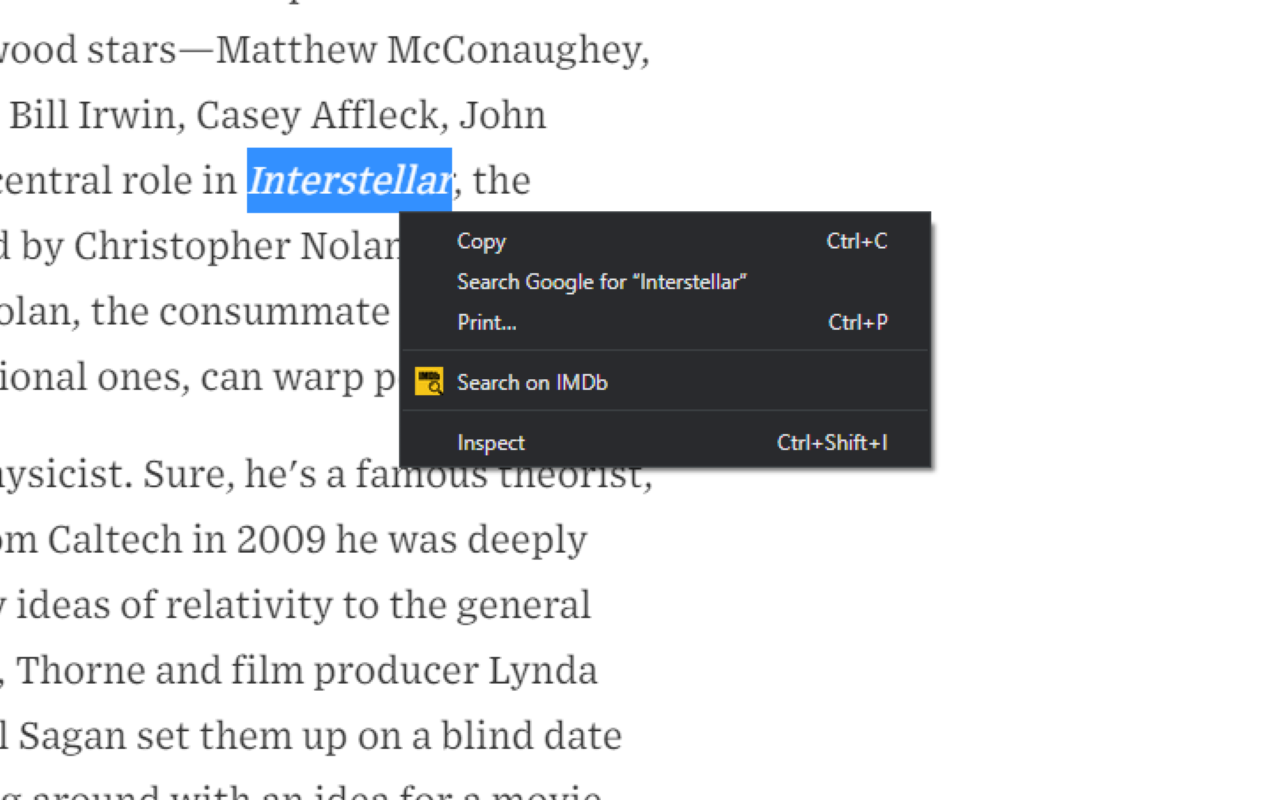 wood stars—Matthew McConaughey,
Bill Irwin, Casey Affleck, John
central role in Interstellar, the
d by Christopher Nolan
Copy Ctrl+C
Search Google for “Interstellar”
olan, the consummate
Print... Ctrl+P
ional ones, can warp p
IMDb Search on IMDb
Inspect Ctrl+Shift+I
hysicist. Sure, he's a famous theorist,
om Caltech in 2009 he was deeply
y ideas of relativity to the general
, Thorne and film producer Lynda
l Sagan set them up on a blind date
g around with an idea for a movie